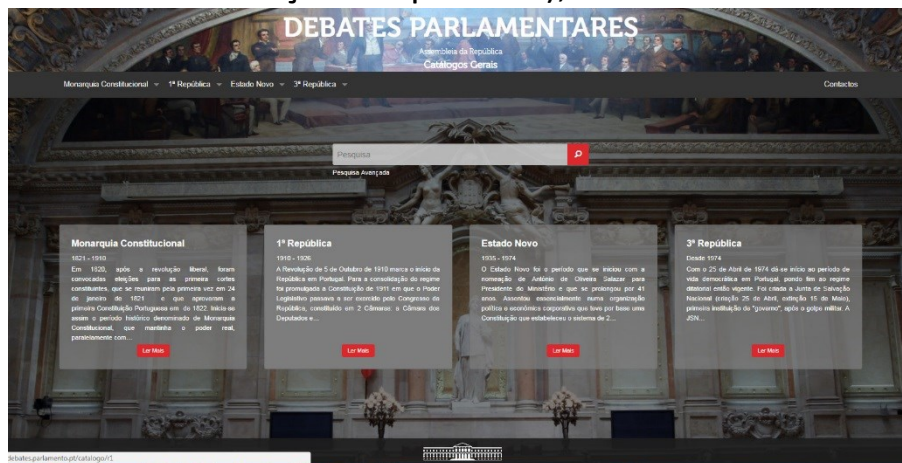 DEBATES PARLAMENTARES
Assembleia da República
Catálogos Gerais
Monarquia Constitucional 1ª República Estado Novo 3ª República Contactos
Pesquisa
Pesquisa Avançada
Monarquia Constitucional
1821 - 1910
Em 1820, após a revolução liberal, foram
convocadas eleições para as primeira cortes
constituintes, que se reuniram pela primeira vez em 24
de janeiro de 1821 e que aprovaram a
primeira Constituição Portuguesa em de 1822. Inicia-se
assim o período histórico denominado de Monarquia
Constitucional, que mantinha o poder real,
paralelamente com...
Ler Mais
1ª República
1910 - 1926
A Revolução de 5 de Outubro de 1910 marca o início da
República em Portugal. Para a consolidação do regime
foi promulgada a Constituição de 1911 em que o Poder
Legislativo passava a ser exercido pelo Congresso da
República, constituído em 2 Câmaras: a Câmara dos
Deputados e...
Ler Mais
Estado Novo
1935 - 1974
O Estado Novo foi o período que se iniciou com a
nomeação de António de Oliveira Salazar para
Presidente do Ministério e que se prolongou por 41
anos. Assentou essencialmente numa organização
política e económica corporativa que teve por base uma
Constituição que estabeleceu o sistema de 2...
Ler Mais
3ª República
Desde 1974
Com o 25 de Abril de 1974 dá-se início ao período de
vida democrática em Portugal, pondo fim ao regime
ditatorial então vigente. Foi criada a Junta de Salvação
Nacional (criação 25 de Abril, extinção 15 de Maio),
primeira instituição do "governo", após o golpe militar. A
JSN...
Ler Mais
debates.parlamento.pt/catalogo/r1